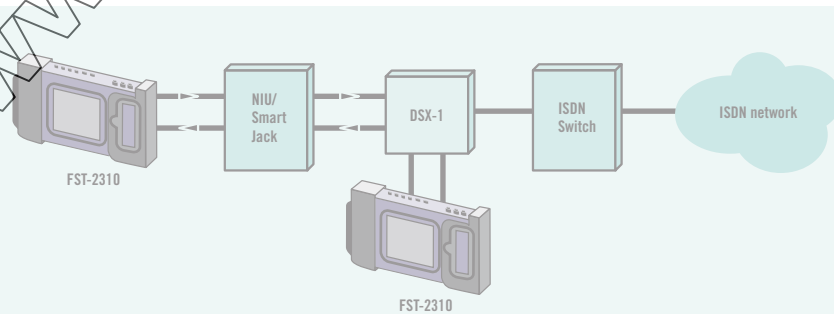 NIU/
Smart
Jack
DSX-1
ISDN
Switch
ISDN network
FST-2310
FST-2310